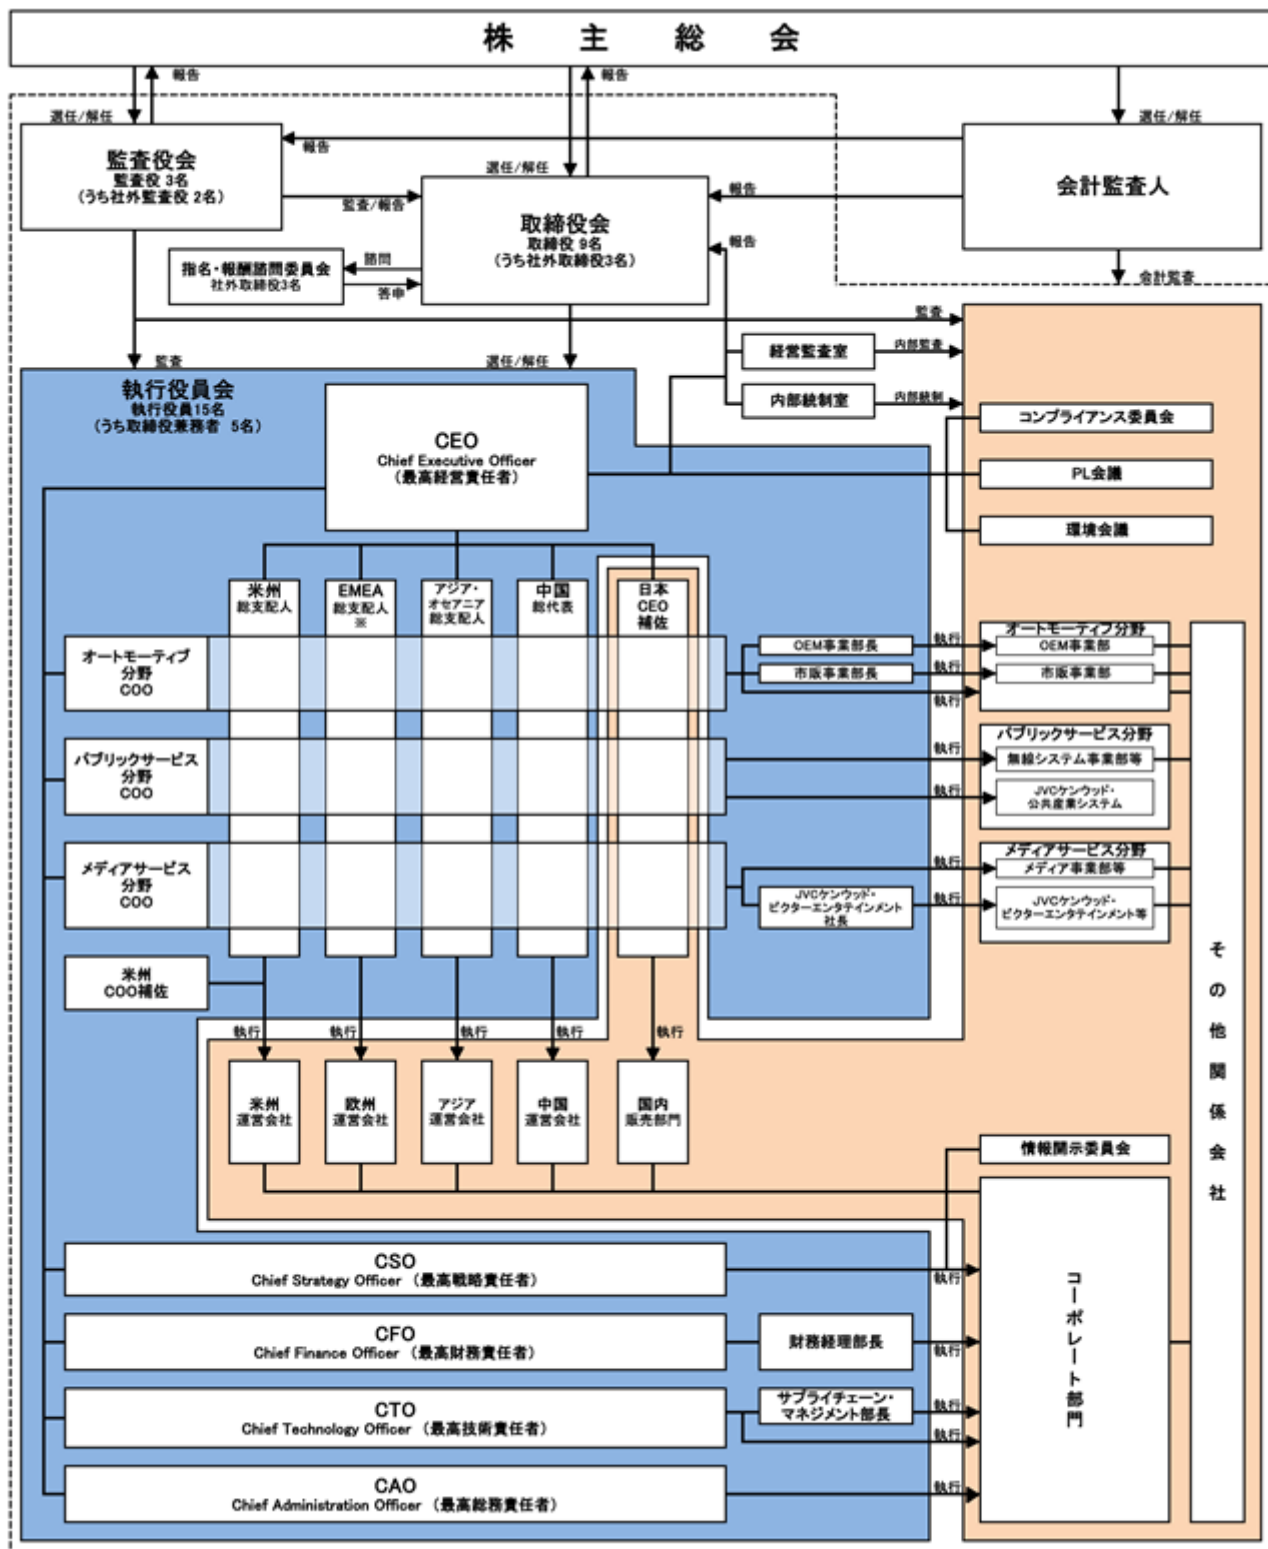 株主総会
報告
報告
選任/解任
選任/解任
監査役会
監査役 3名
(うち社外監査役 2名)
報告
選任/解任
取締役会
取締役 9名
(うち社外取締役3名)
監査/報告
報告
会計監査人
指名・報酬諮問委員会
社外取締役3名
諮問
答申
報告
会計監査
監査
監査
選任/解任
経営監査室
内部監査
内部統制室
内部統制
執行役員会
執行役員15名
(うち取締役兼務者 5名)
CEO
Chief Executive Officer
(最高経営責任者)
コンプライアンス委員会
PL会議
環境会議
米州
総支配人
EMEA
総支配人
※
アジア・
オセアニア
総支配人
中国
総代表
日本
CEO
補佐
オートモーティブ
分野
COO
OEM事業部長
執行
市販事業部長
執行
執行
オートモーティブ分野
OEM事業部
市販事業部
パブリックサービス
分野
COO
執行
執行
パブリックサービス分野
無線システム事業部等
JVCケンウッド・
公共産業システム
メディアサービス
分野
COO
執行
JVCケンウッド・
ビクターエンタテインメント
社長
執行
メディアサービス分野
メディア事業部等
JVCケンウッド・
ビクターエンタテインメント等
その他関係会社
米州
COO補佐
執行
執行
執行
執行
執行
米州
運営会社
欧州
運営会社
アジア
運営会社
中国
運営会社
国内
販売部門
情報開示委員会
CSO
Chief Strategy Officer (最高戦略責任者)
執行
CFO
Chief Finance Officer (最高財務責任者)
財務経理部長
執行
CTO
Chief Technology Officer (最高技術責任者)
サプライチェーン・
マネジメント部長
執行
執行
CAO
Chief Administration Officer (最高総務責任者)
執行
コーポレート部門